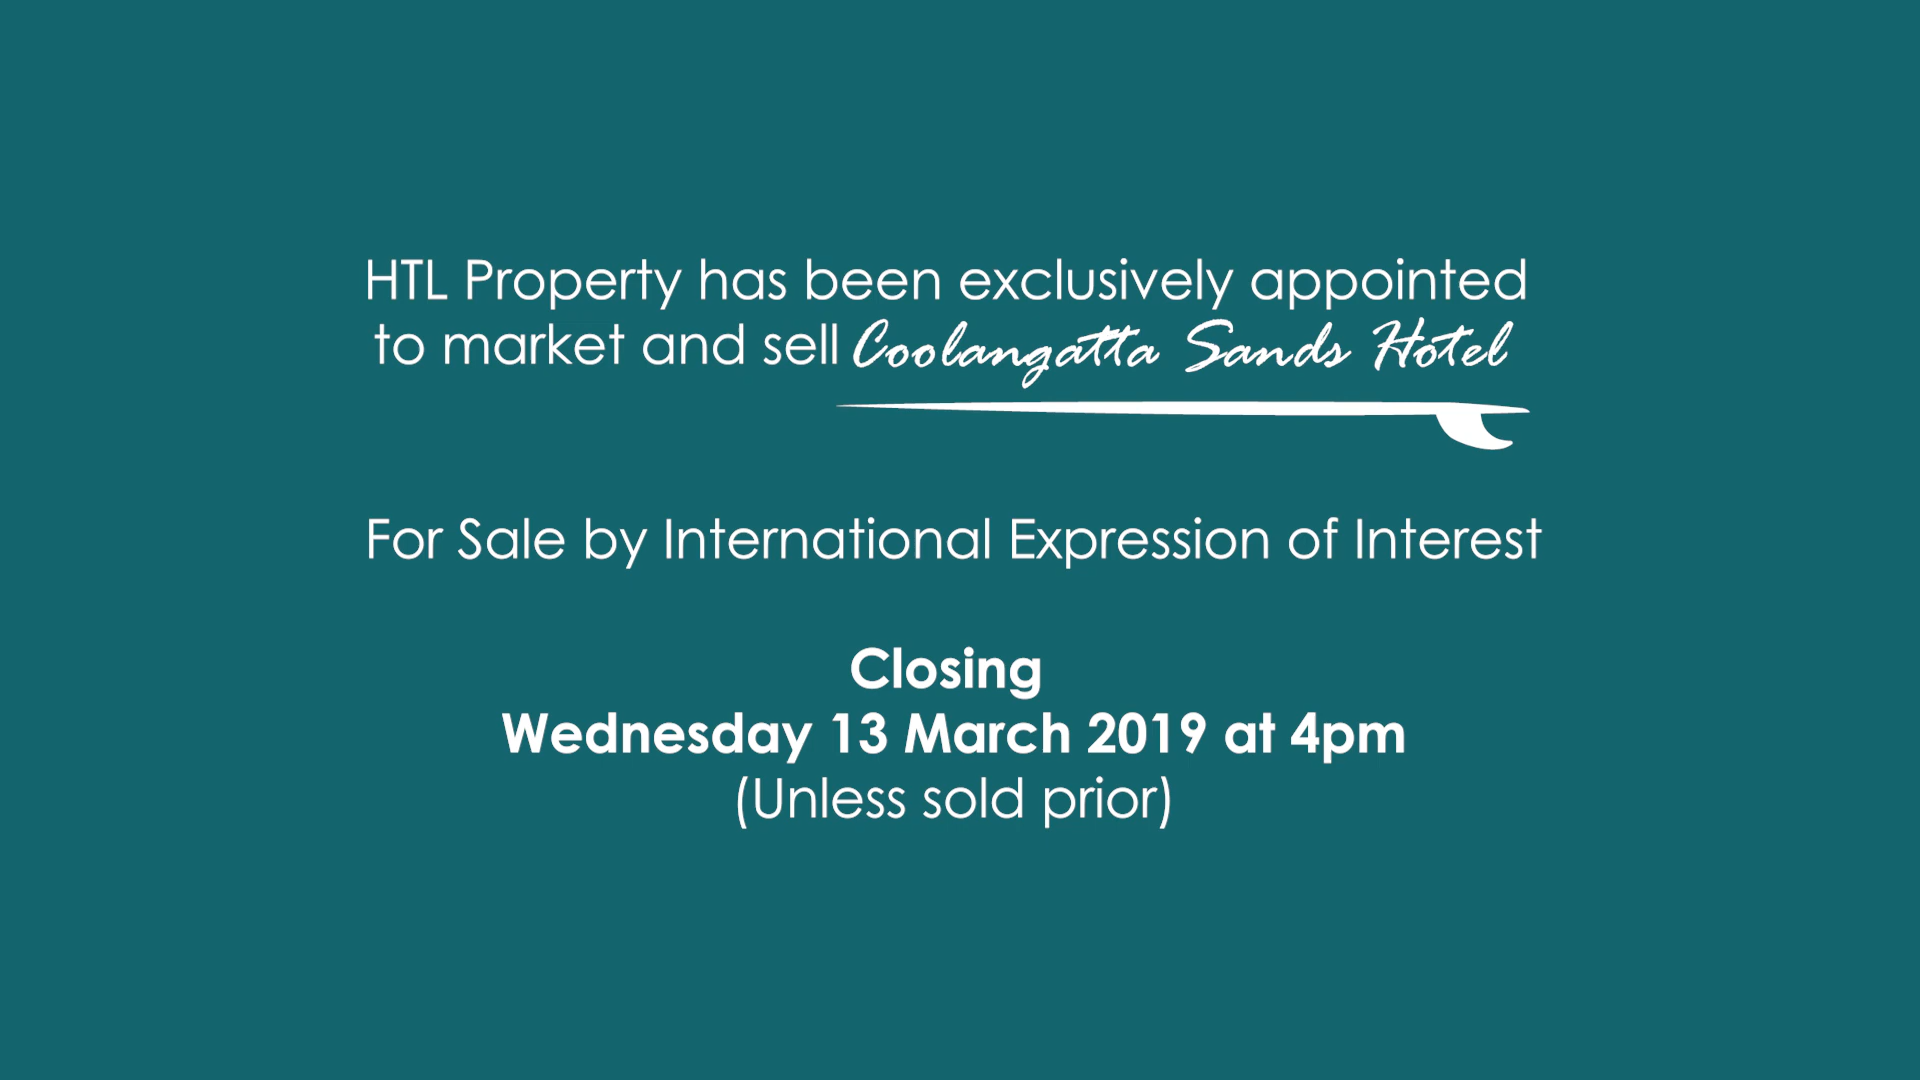 HTL Property has been exclusively appointed
to market and sell Coolangatta Sands Hotel
For Sale by International Expression of Interest
Closing
Wednesday 13 March 2019 at 4pm
(Unless sold prior)